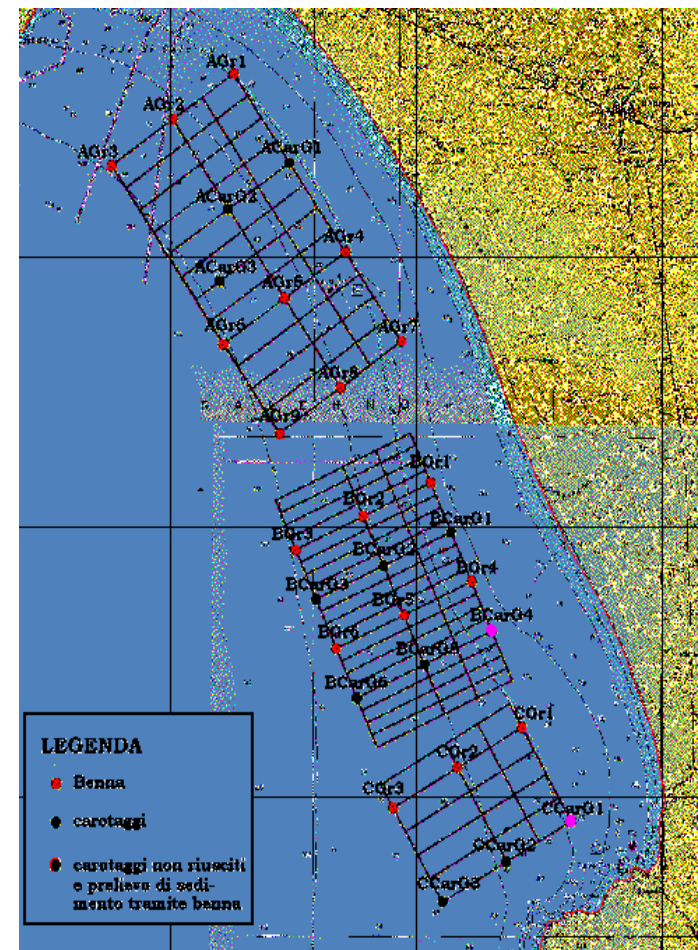 AGr1
AGr2
AGr3
ACarG1
ACarG2
AGr4
ACarG3
AGr5
AGr6
AGr7
AGr8
AGr9
BGr1
BGr2
BCarG1
BGr3
BCarG2
BGr4
BCarG3
BGr5
BCarG4
BGr6
BCarG5
BCarG6
CGr1
CGr2
CGr3
CCarG1
CCarG2
CCarG3
LEGENDA
Benna
carotaggi
carotaggi non riusciti
e prelievo di sedi-
mento tramite benna